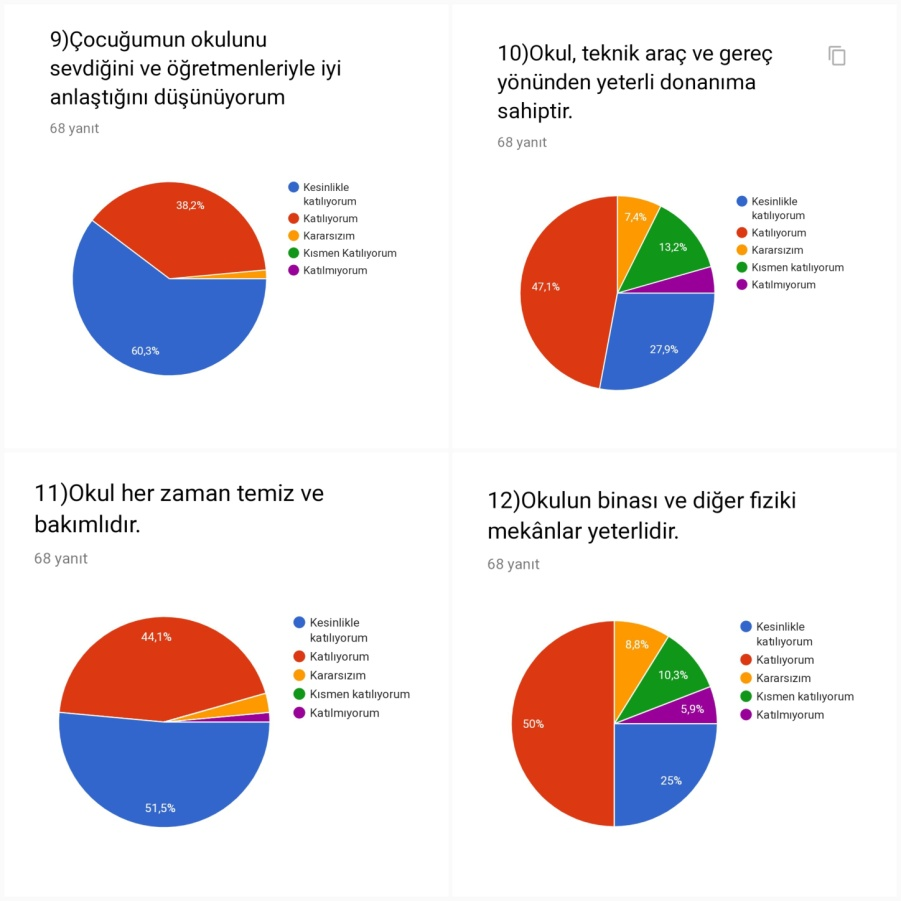 9)Çocuğumun okulunu
sevdiğini ve öğretmenleriyle iyi
anlaştığını düşünüyorum
68 yanıt
38,2%
60,3%
Kesinlikle
katılıyorum
Katılıyorum
Kararsızım
Kısmen Katılıyorum
Katılmıyorum
10)Okul, teknik araç ve gereç
yönünden yeterli donanıma
sahiptir.
68 yanıt
7,4%
13,2%
47,1%
27,9%
Kesinlikle
katılıyorum
Katılıyorum
Kararsızım
Kısmen katılıyorum
Katılmıyorum
11)Okul her zaman temiz ve
bakımlıdır.
68 yanıt
44,1%
51,5%
Kesinlikle
katılıyorum
Katılıyorum
Kararsızım
Kısmen katılıyorum
Katılmıyorum
12)Okulun binası ve diğer fiziki
mekânlar yeterlidir.
68 yanıt
8,8%
10,3%
5,9%
50%
25%
Kesinlikle
katılıyorum
Katılıyorum
Kararsızım
Kısmen katılıyorum
Katılmıyorum